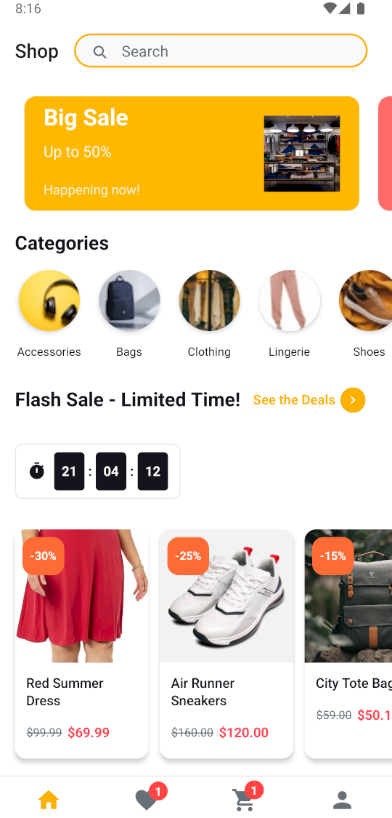 8:16
Shop
Search
Big Sale
Up to 50%
Happening now!
Categories
Accessories
Bags
Clothing
Lingerie
Shoes
Flash Sale - Limited Time!
See the Deals
21 : 04 : 12
-30%
-25%
-15%
Red Summer
Dress
$99.99 $69.99
Air Runner
Sneakers
$160.00 $120.00
City Tote Bag
$59.00 $50.1
1
1